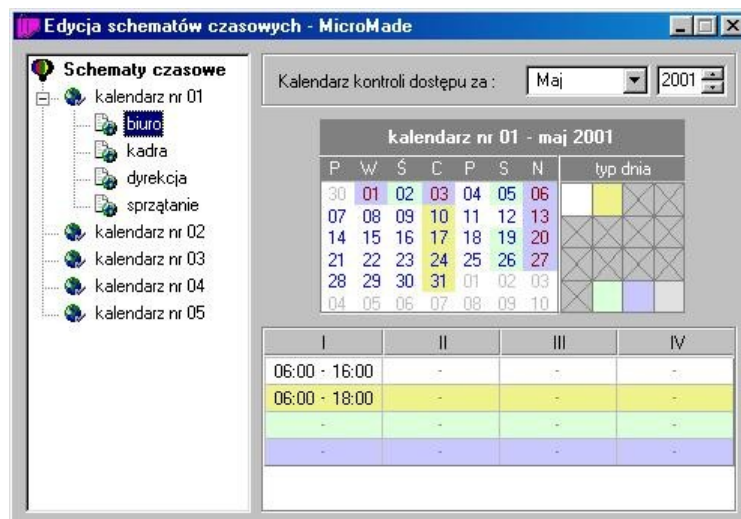 Edycja schematów czasowych - MicroMade
Schematy czasowe
kalendarz nr 01
biuro
kadra
dyrekcja
sprzątanie
kalendarz nr 02
kalendarz nr 03
kalendarz nr 04
kalendarz nr 05
Kalendarz kontroli dostępu za : Maj 2001
kalendarz nr 01 - maj 2001
P W Ś C P S N typ dnia
30 01 02 03 04 05 06
07 08 09 10 11 12 13
14 15 16 17 18 19 20
21 22 23 24 25 26 27
28 29 30 31 01 02 03
04 05 06 07 08 09 10
I II III IV
06:00 - 16:00 - - -
06:00 - 18:00 - - -
- - - -
- - - -